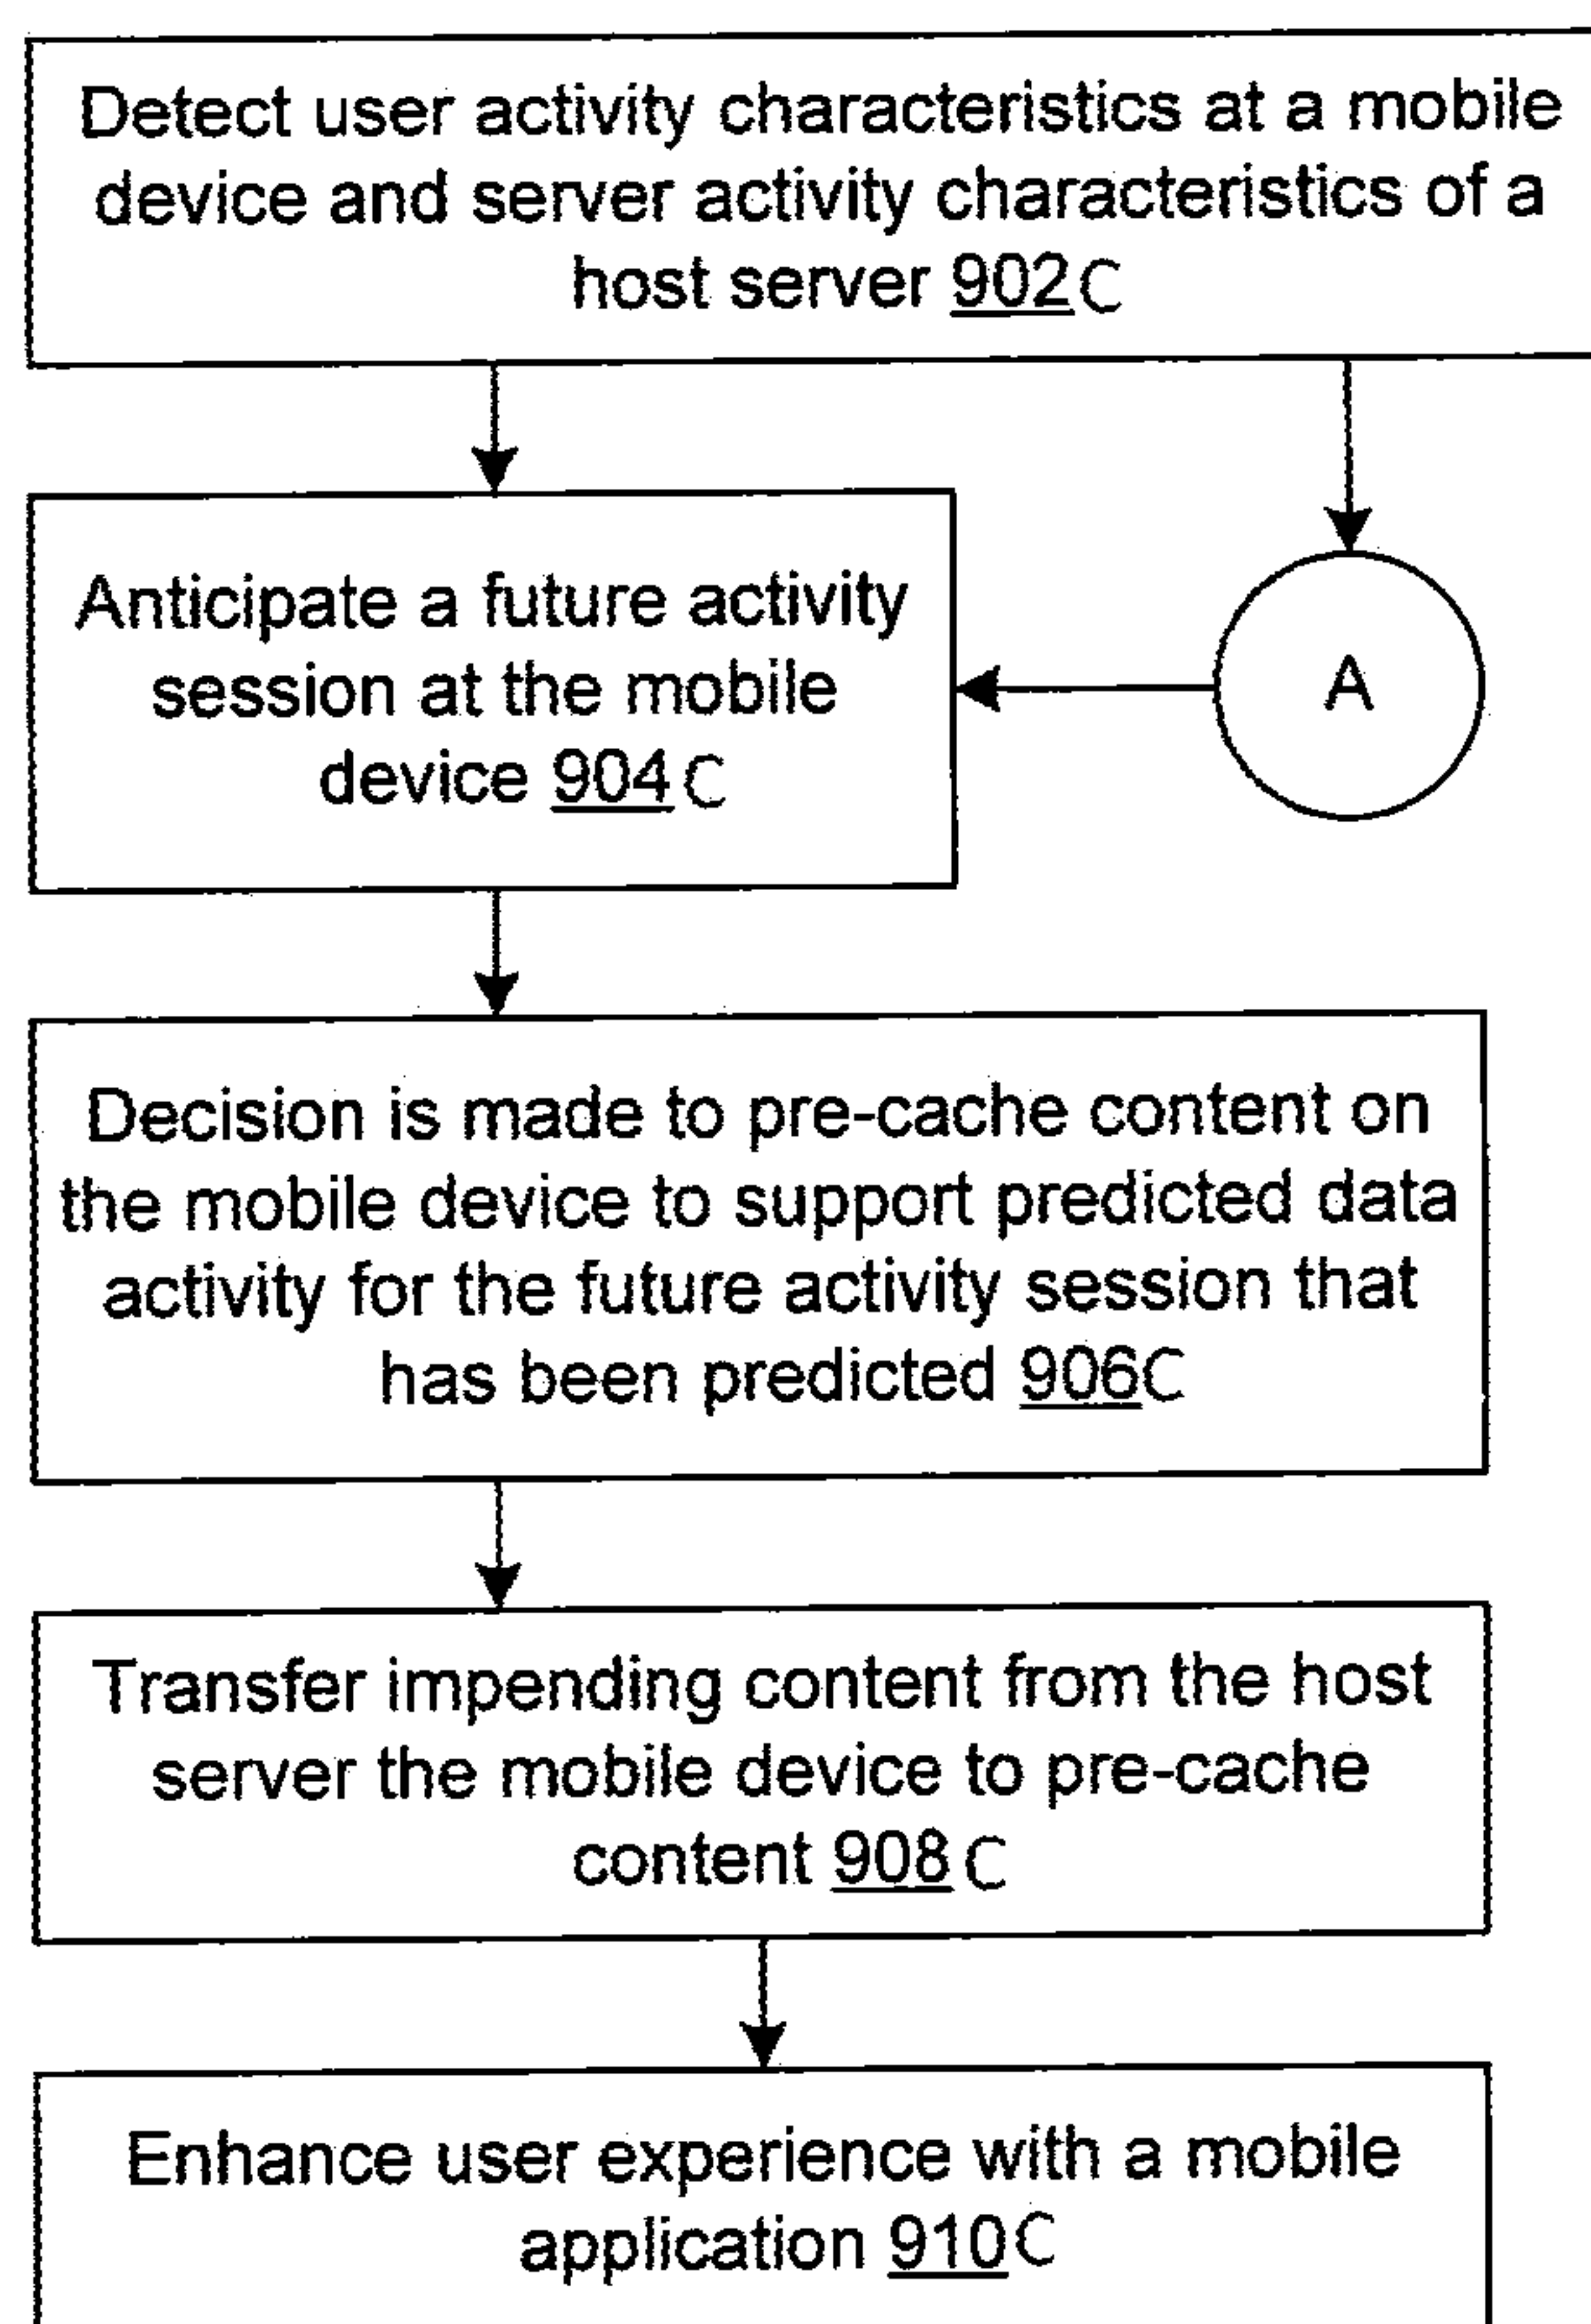 Detect user activity characteristics at a mobile
device and server activity characteristics of a
host server 902C
Anticipate a future activity
session at the mobile
device 904C
A
Decision is made to pre-cache content on
the mobile device to support predicted data
activity for the future activity session that
has been predicted 906C
Transfer impending content from the host
server the mobile device to pre-cache
content 908C
Enhance user experience with a mobile
application 910C